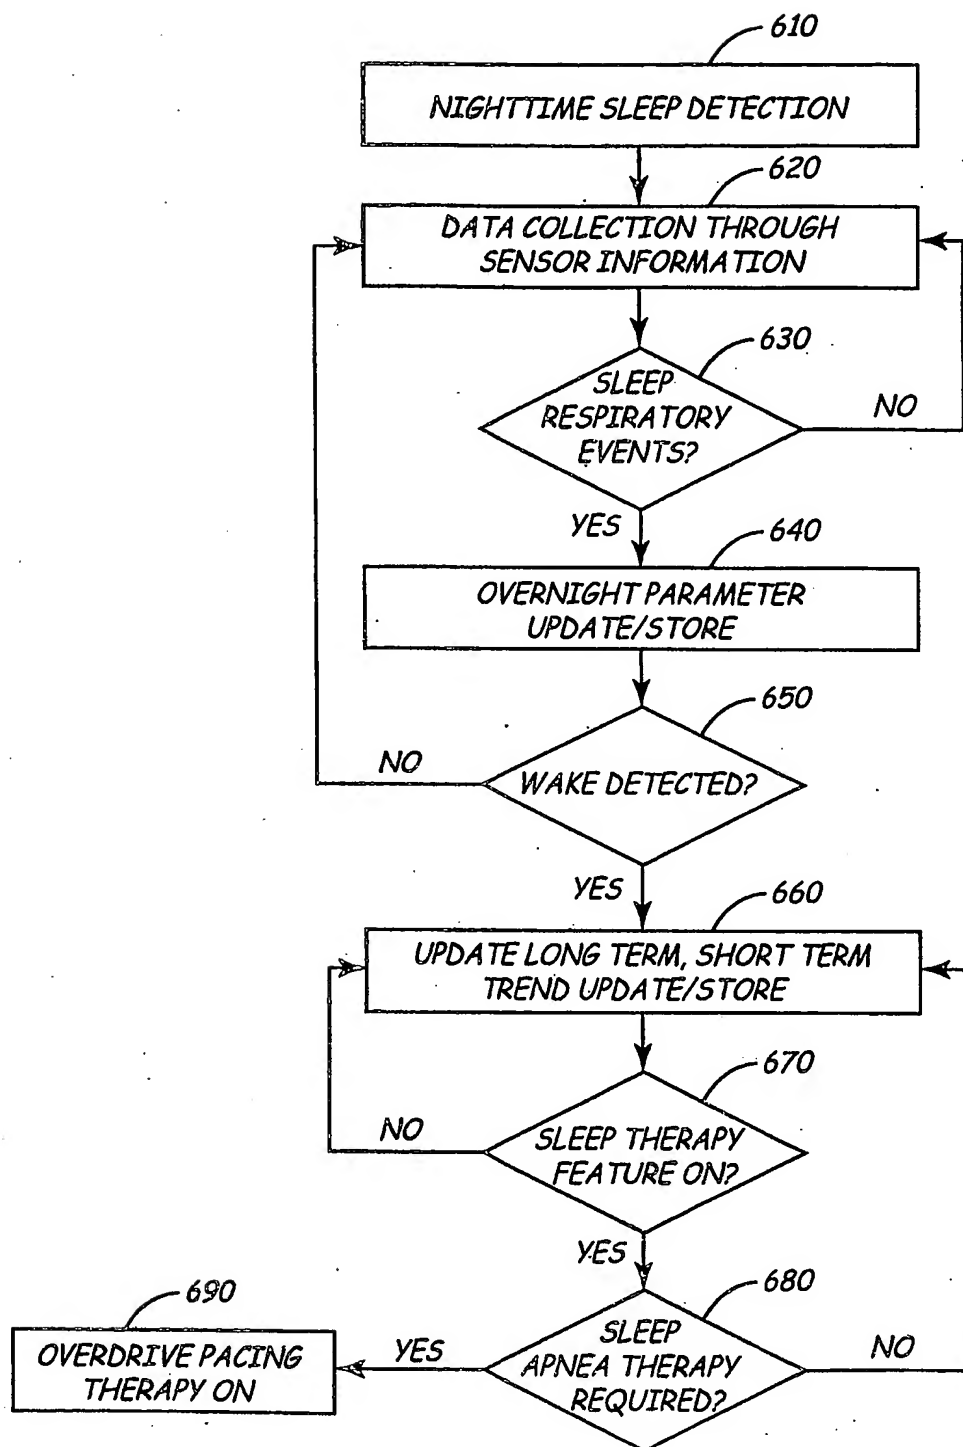 610
NIGHTTIME SLEEP DETECTION
620
DATA COLLECTION THROUGH
SENSOR INFORMATION
630
SLEEP
RESPIRATORY
EVENTS?
NO
YES
640
OVERNIGHT PARAMETER
UPDATE/STORE
650
NO
WAKE DETECTED?
YES
660
UPDATE LONG TERM, SHORT TERM
TREND UPDATE/STORE
670
NO
SLEEP THERAPY
FEATURE ON?
YES
680
690
SLEEP
APNEA THERAPY
REQUIRED?
YES
NO
OVERDRIVE PACING
THERAPY ON